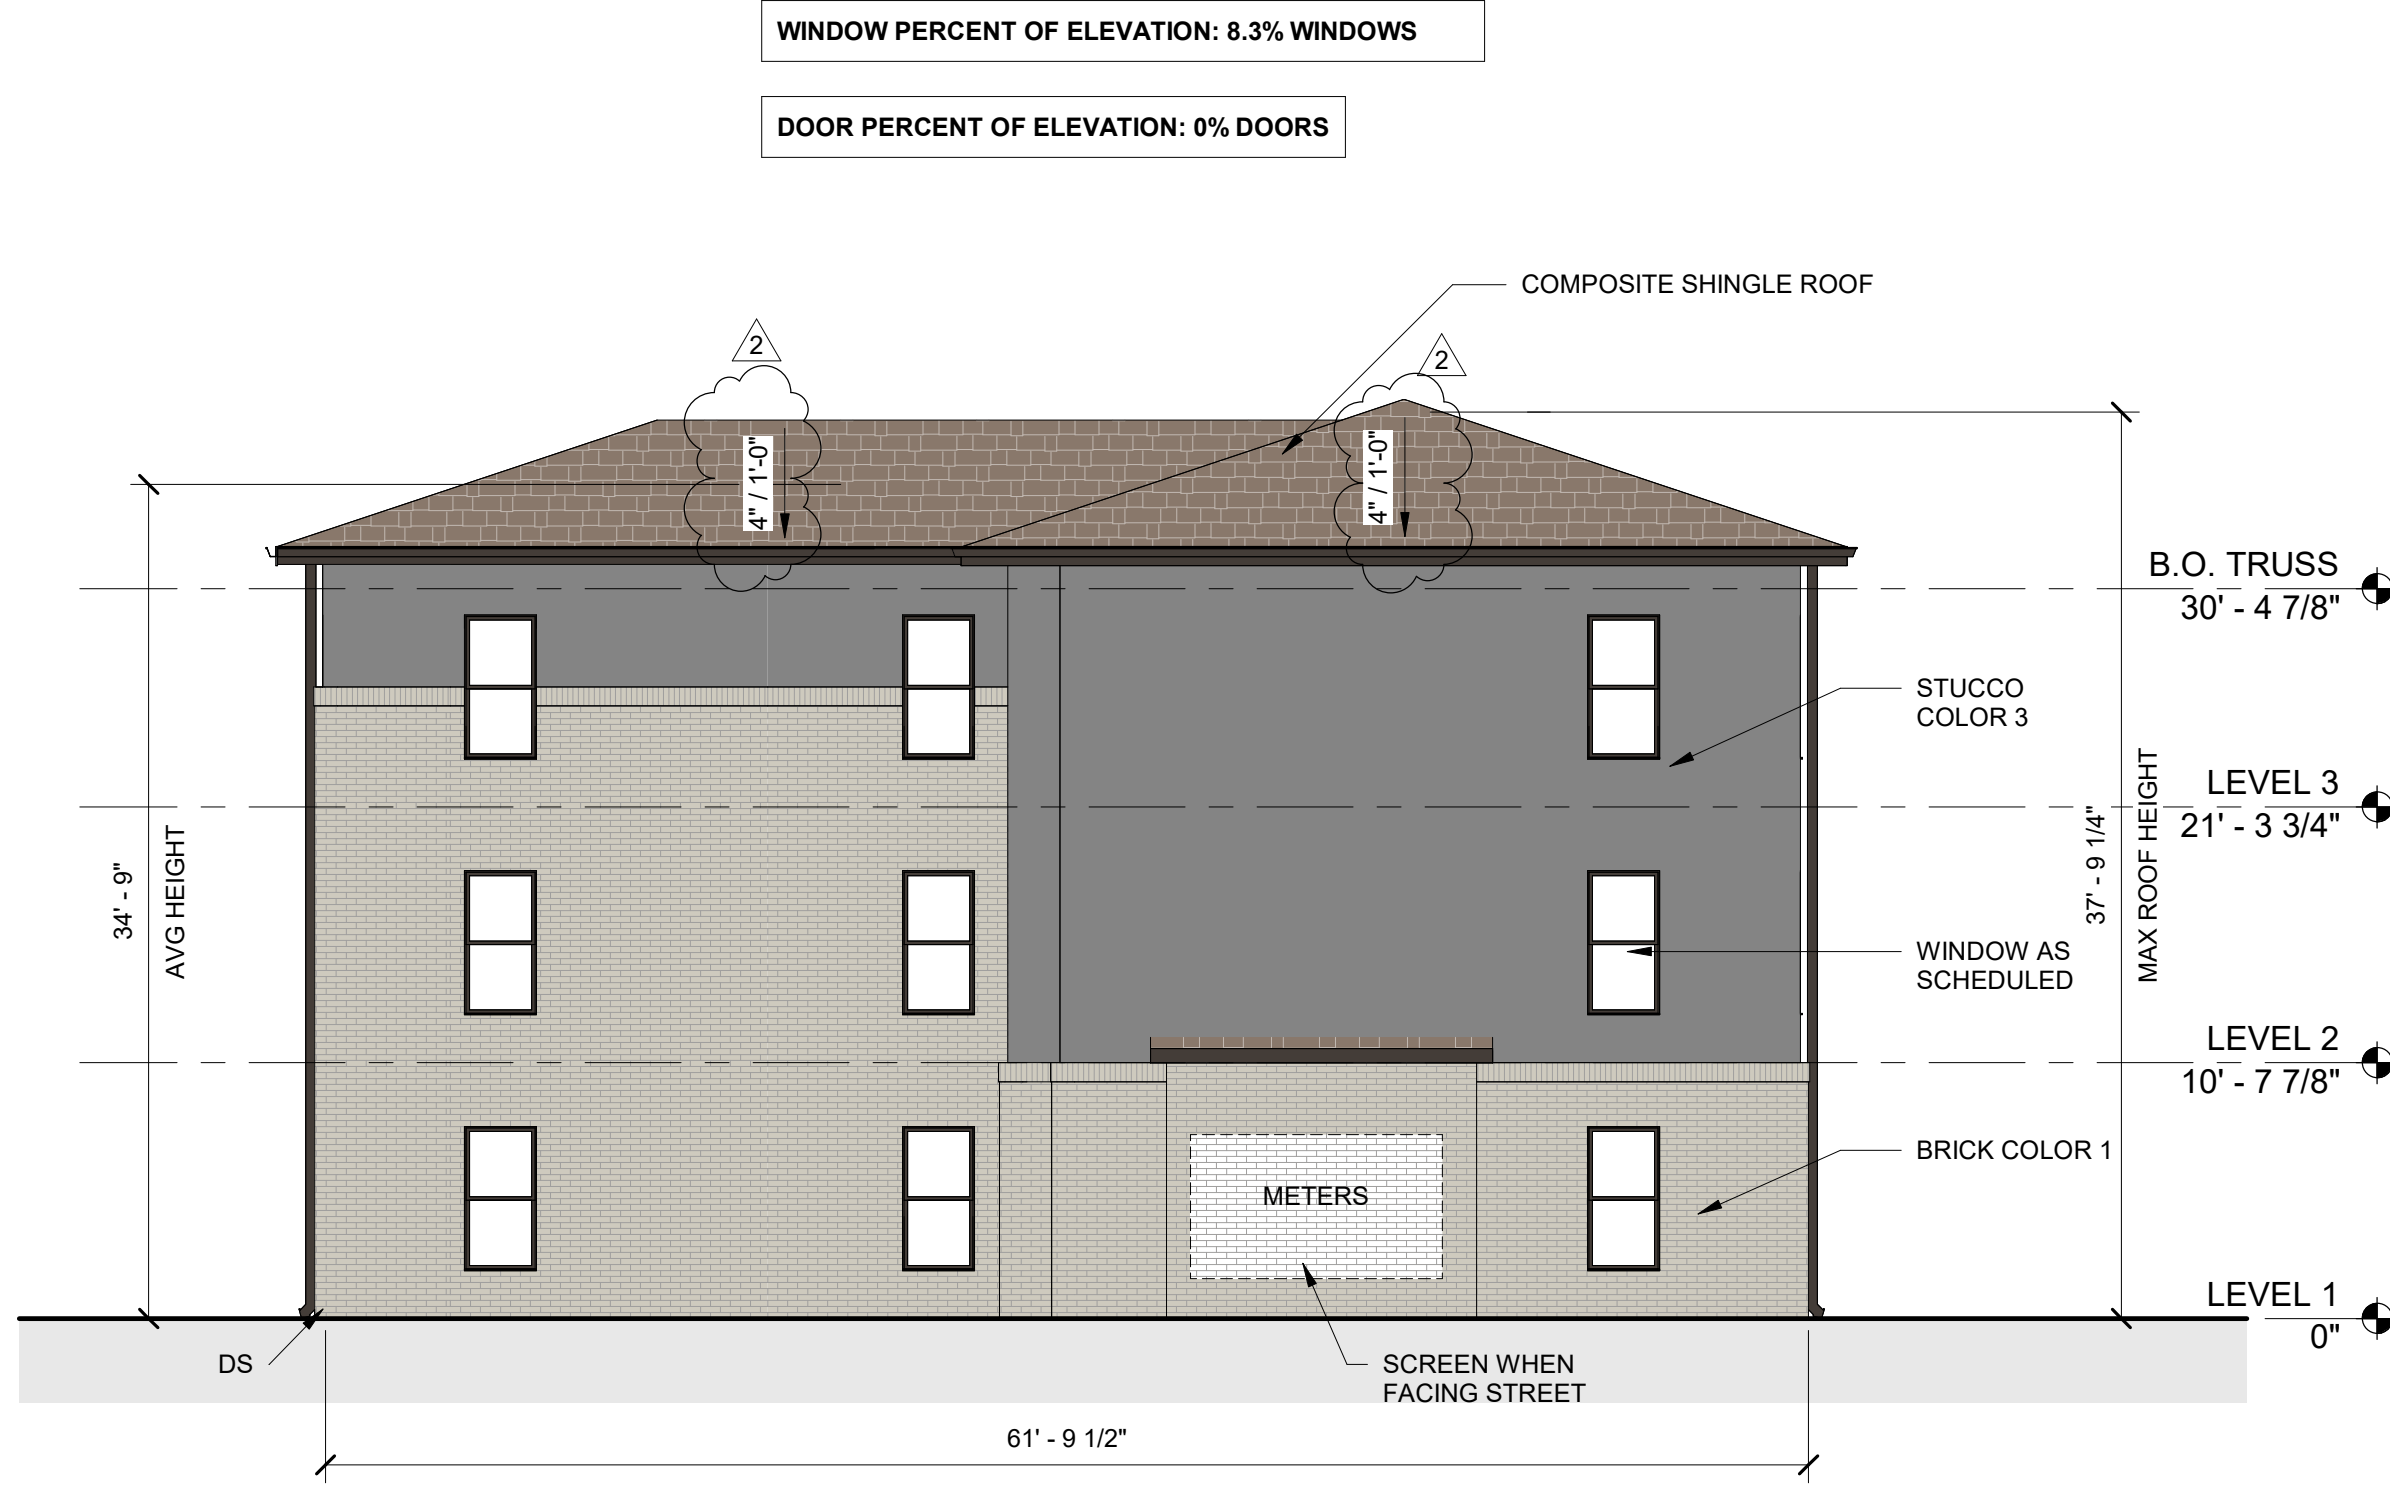 WINDOW PERCENT OF ELEVATION: 8.3% WINDOWS
DOOR PERCENT OF ELEVATION: 0% DOORS
COMPOSITE SHINGLE ROOF
2
2
4" / 1'-0"
4" / 1'-0"
B.O. TRUSS
30' - 4 7/8"
STUCCO
COLOR 3
LEVEL 3
21' - 3 3/4"
34' - 9"
AVG HEIGHT
37' - 9 1/4"
MAX ROOF HEIGHT
WINDOW AS
SCHEDULED
LEVEL 2
10' - 7 7/8"
BRICK COLOR 1
METERS
LEVEL 1
0"
DS
SCREEN WHEN
FACING STREET
61' - 9 1/2"